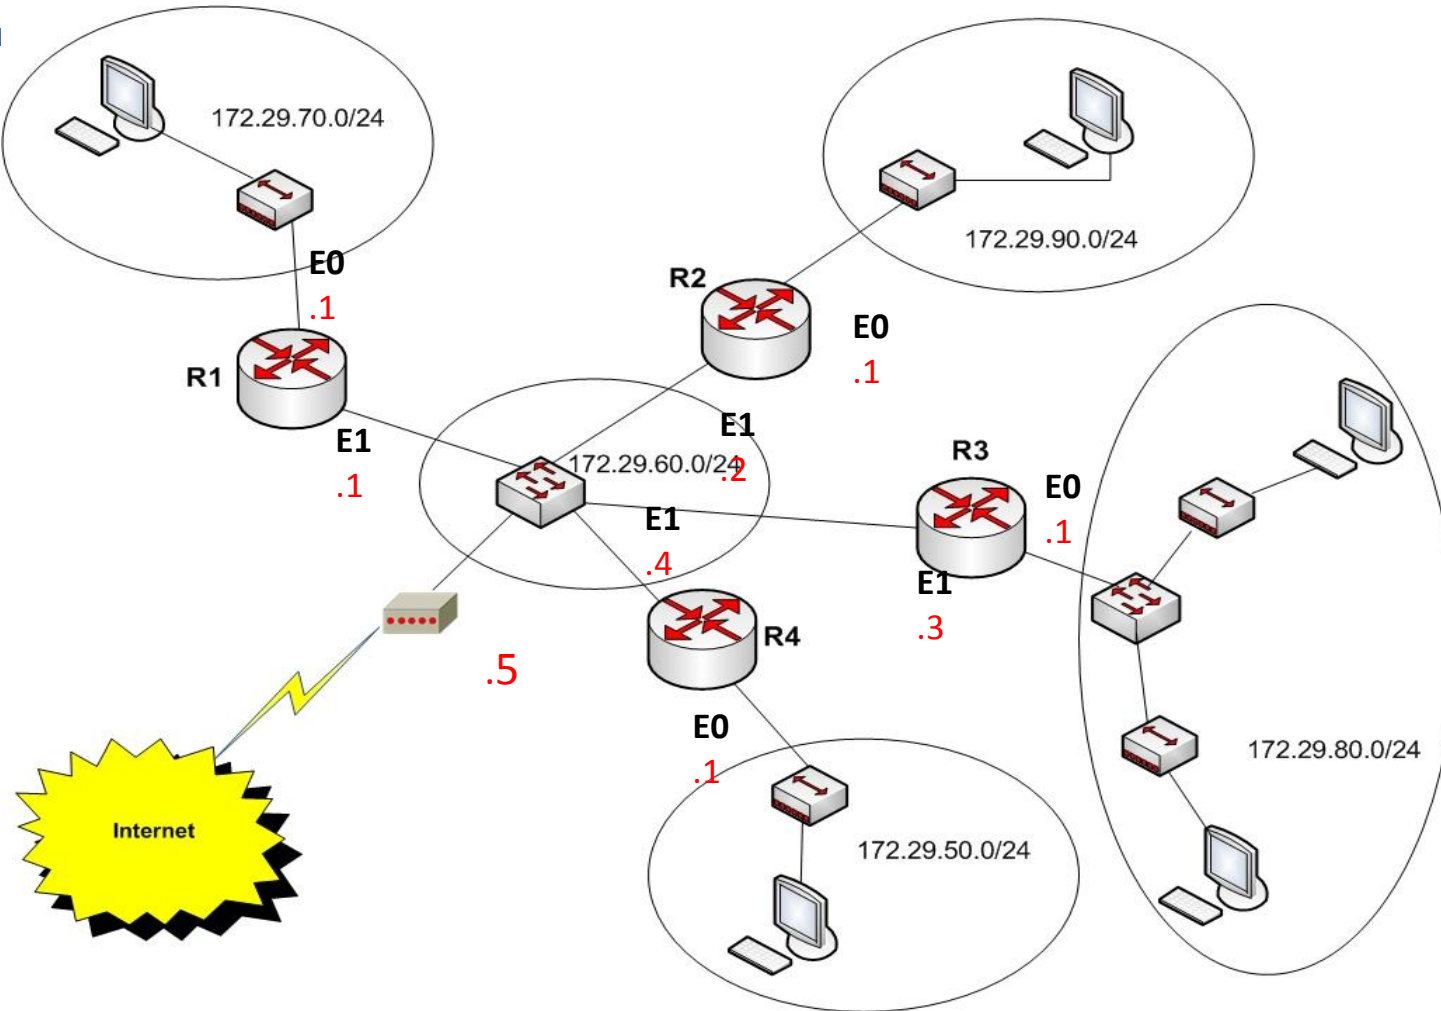 172.29.70.0/24
E0
.1
R1
E1
.1
R2
E0
.1
172.29.90.0/24
E1
.2
172.29.60.0/24
E1
.4
R3
E0
.1
E1
.3
R4
.5
E0
.1
172.29.80.0/24
172.29.50.0/24
Internet